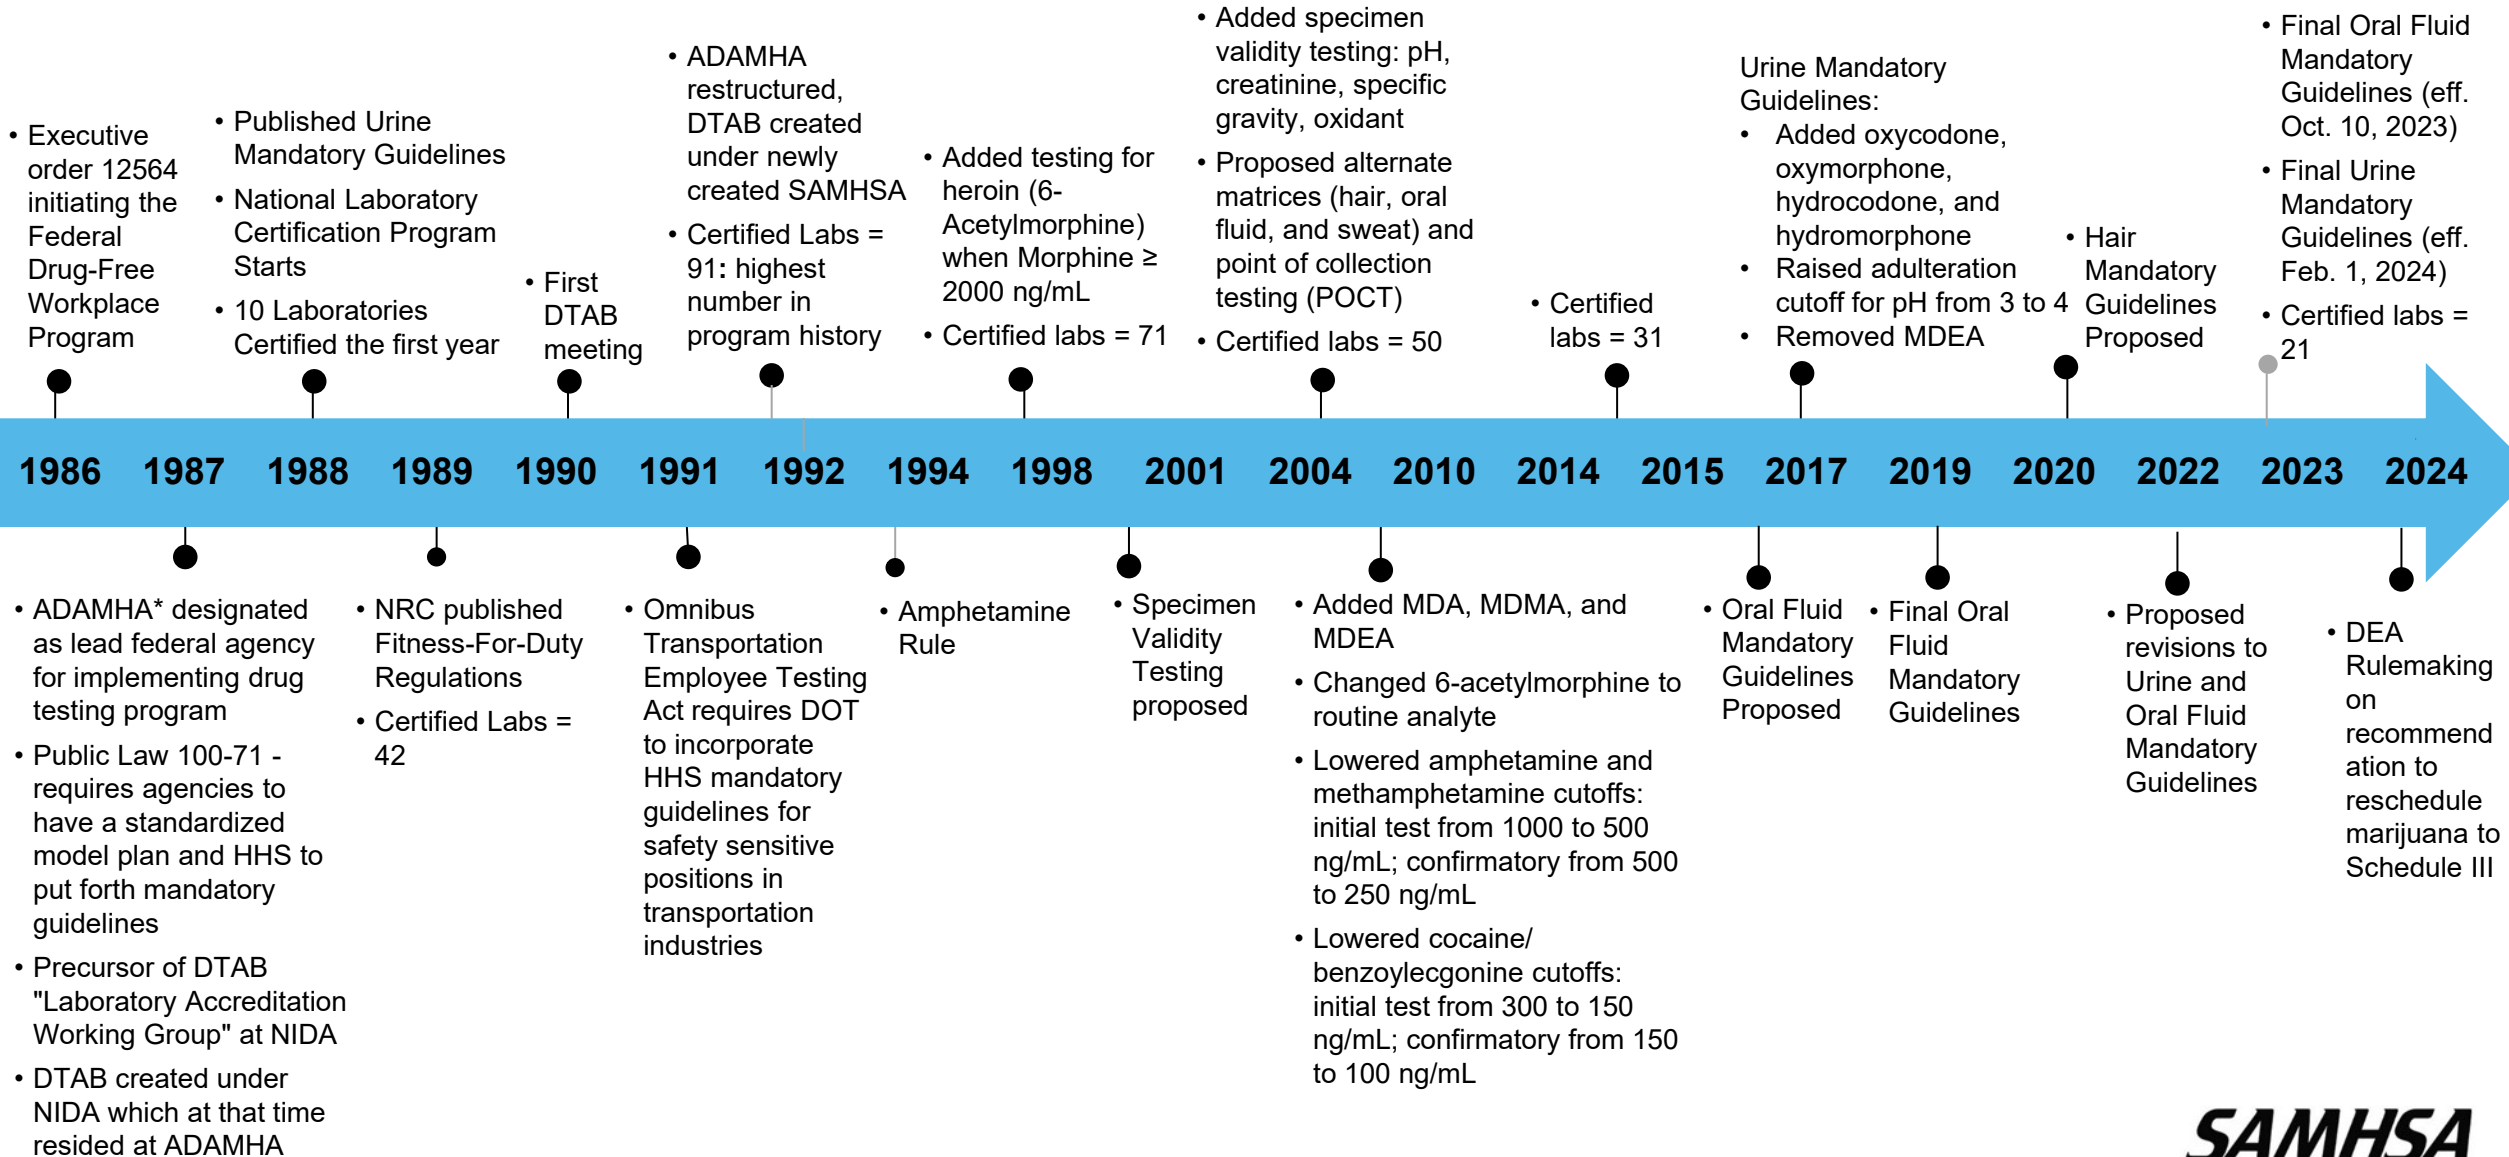 • Executive
order 12564
initiating the
Federal
Drug-Free
Workplace
Program
• Published Urine
Mandatory Guidelines
• National Laboratory
Certification Program
Starts
• 10 Laboratories
Certified the first year
• First
DTAB
meeting
• ADAMHA
restructured,
DTAB created
under newly
created SAMHSA
• Certified Labs =
91: highest
number in
program history
• Added testing for
heroin (6-
Acetylmorphine)
when Morphine ≥
2000 ng/mL
• Certified labs = 71
• Added specimen
validity testing: pH,
creatinine, specific
gravity, oxidant
• Proposed alternate
matrices (hair, oral
fluid, and sweat) and
point of collection
testing (POCT)
• Certified labs = 50
• Certified
labs = 31
Urine Mandatory
Guidelines:
• Added oxycodone,
oxymorphone,
hydrocodone, and
hydromorphone
• Raised adulteration
cutoff for pH from 3 to 4
• Removed MDEA
• Hair
Mandatory
Guidelines
Proposed
• Final Oral Fluid
Mandatory
Guidelines (eff.
Oct. 10, 2023)
• Final Urine
Mandatory
Guidelines (eff.
Feb. 1, 2024)
• Certified labs =
21
1986 1987 1988 1989 1990 1991 1992 1994 1998 2001 2004 2010 2014 2015 2017 2019 2020 2022 2023 2024
• ADAMHA* designated
as lead federal agency
for implementing drug
testing program
• Public Law 100-71 -
requires agencies to
have a standardized
model plan and HHS to
put forth mandatory
guidelines
• Precursor of DTAB
"Laboratory Accreditation
Working Group" at NIDA
• DTAB created under
NIDA which at that time
resided at ADAMHA
• NRC published
Fitness-For-Duty
Regulations
• Certified Labs =
42
• Omnibus
Transportation
Employee Testing
Act requires DOT
to incorporate
HHS mandatory
guidelines for
safety sensitive
positions in
transportation
industries
• Amphetamine
Rule
• Specimen
Validity
Testing
proposed
• Added MDA, MDMA, and
MDEA
• Changed 6-acetylmorphine to
routine analyte
• Lowered amphetamine and
methamphetamine cutoffs:
initial test from 1000 to 500
ng/mL; confirmatory from 500
to 250 ng/mL
• Lowered cocaine/
benzoylecgonine cutoffs:
initial test from 300 to 150
ng/mL; confirmatory from 150
to 100 ng/mL
• Oral Fluid
Mandatory
Guidelines
Proposed
• Final Oral
Fluid
Mandatory
Guidelines
• Proposed
revisions to
Urine and
Oral Fluid
Mandatory
Guidelines
• DEA
Rulemaking
on
recommend
ation to
reschedule
marijuana to
Schedule III
SAMHSA